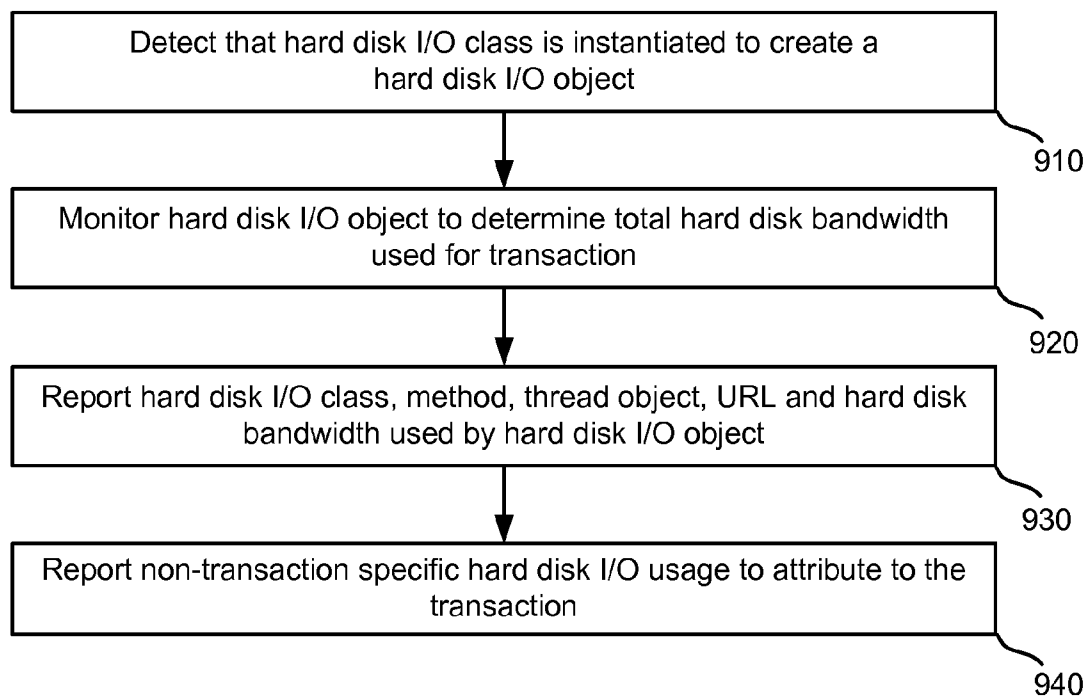 Detect that hard disk I/O class is instantiated to create a
hard disk I/O object
910
Monitor hard disk I/O object to determine total hard disk bandwidth
used for transaction
920
Report hard disk I/O class, method, thread object, URL and hard disk
bandwidth used by hard disk I/O object
930
Report non-transaction specific hard disk I/O usage to attribute to the
transaction
940